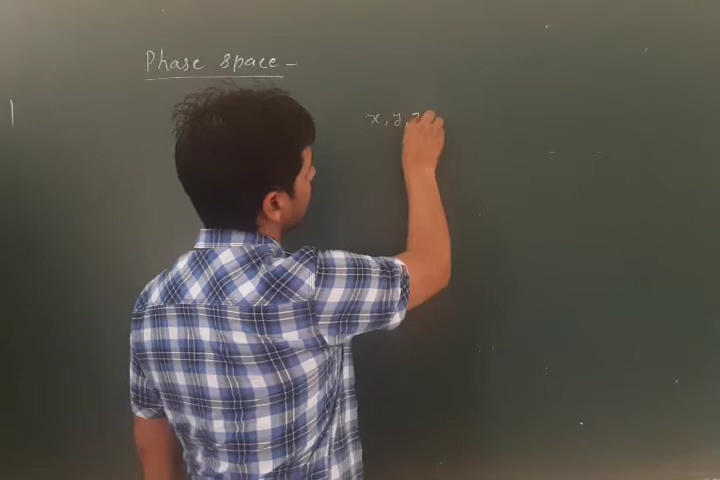 Phase space -
x, y, z